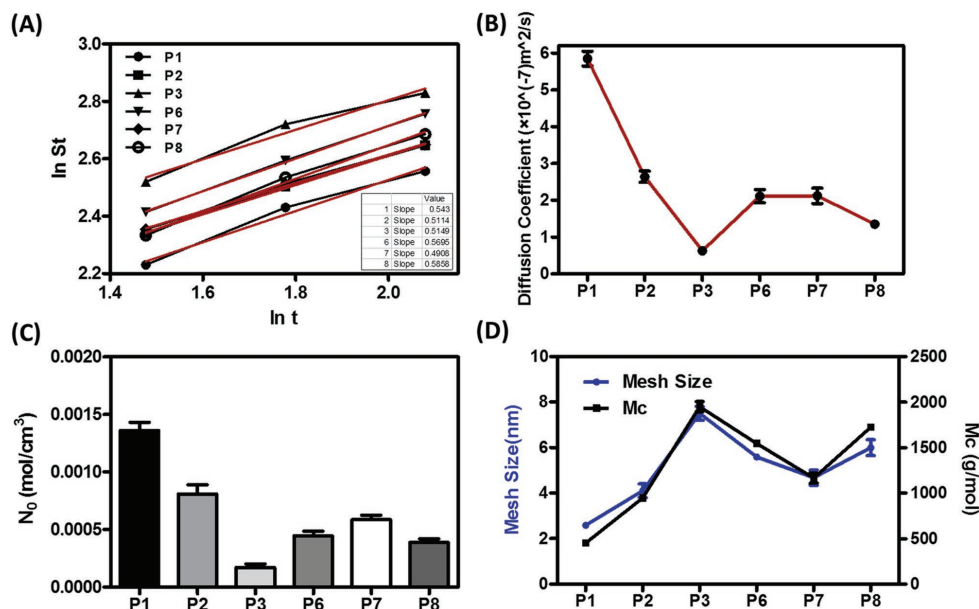 (A)
3.0
2.8
2.6
2.4
2.2
1.4
1.6
1.8
2.0
ln St
ln t
P1
P2
P3
P6
P7
P8
Value
1 Slope 0.543
2 Slope 0.5114
3 Slope 0.5149
6 Slope 0.5695
7 Slope 0.4908
8 Slope 0.5858
(B)
Diffusion Coefficient (×10^(-7)m^2/s)
6
5
4
3
2
1
0
P1 P2 P3 P6 P7 P8
(C)
N₀ (mol/cm³)
0.0020
0.0015
0.0010
0.0005
0.0000
P1 P2 P3 P6 P7 P8
(D)
Mesh Size(nm)
10
8
6
4
2
0
Mesh Size
Mc
2500
2000
1500
1000
500
0
Mc (g/mol)
P1 P2 P3 P6 P7 P8